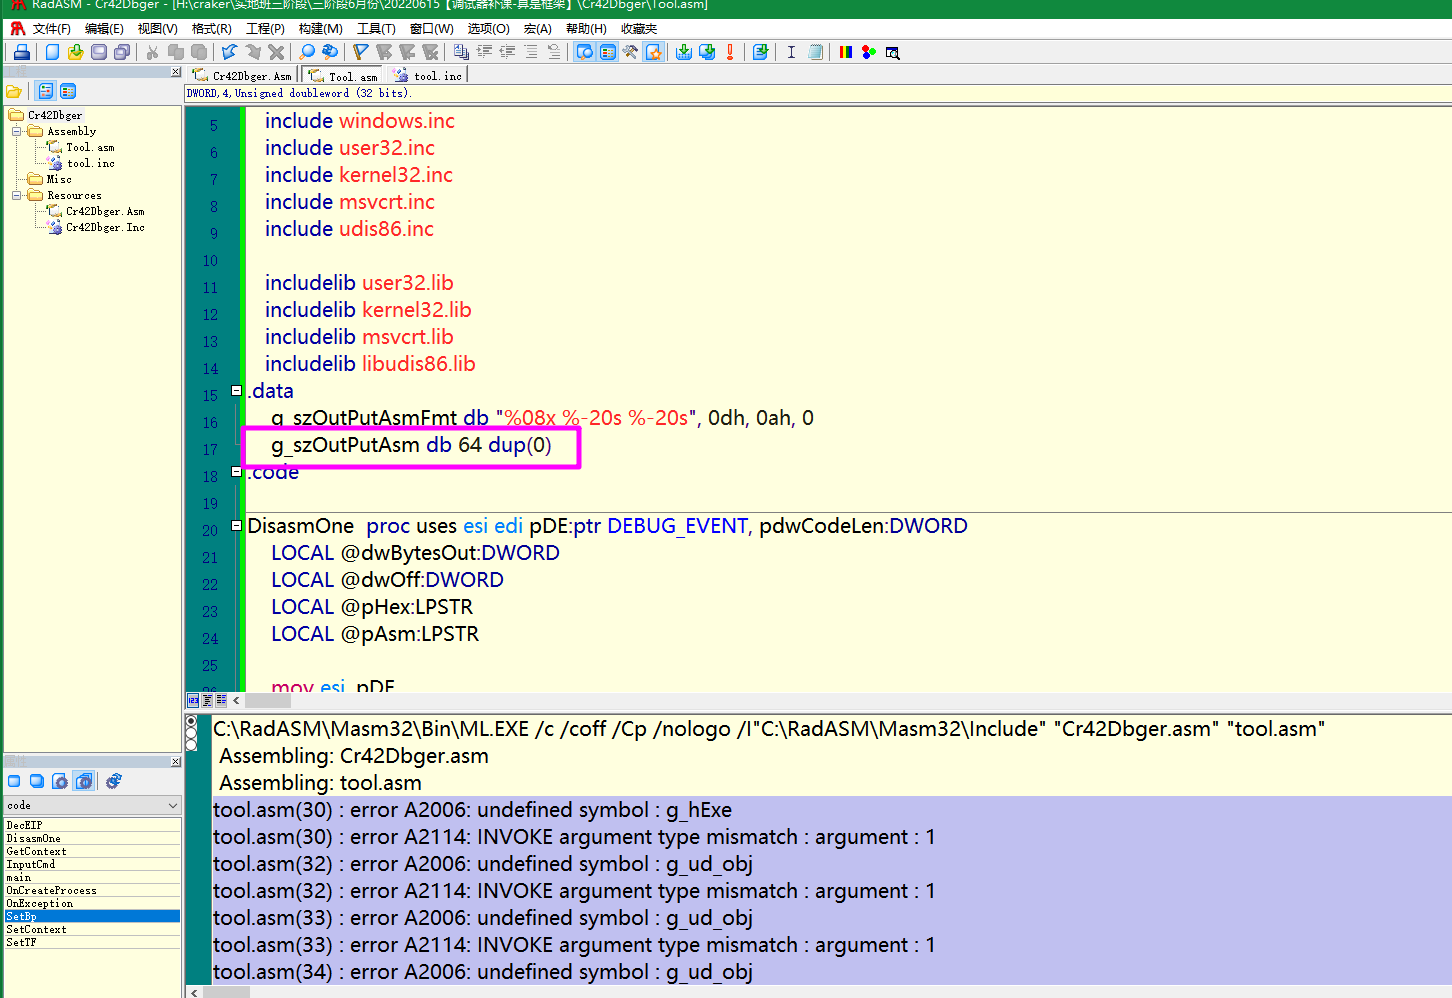 RadASM - Cr42Dbger - [H:\craker\实地班三阶段\三阶段6月份\20220615【调试器补课-算是框架】\Cr42Dbger\Tool.asm]
文件(F) 编辑(E) 视图(V) 格式(R) 工程(P) 构建(M) 工具(T) 窗口(W) 选项(O) 宏(A) 帮助(H) 收藏夹
Cr42Dbger.Asm Tool.asm tool.inc
DWORD,4,Unsigned doubleword (32 bits).
Cr42Dbger
Assembly
Tool.asm
tool.inc
Misc
Resources
Cr42Dbger.Asm
Cr42Dbger.Inc
code
DecEIP
DisasmOne
GetContext
InputCmd
main
OnCreateProcess
OnException
SetBp
SetContext
SetTF
5 include windows.inc
6 include user32.inc
7 include kernel32.inc
8 include msvcrt.inc
9 include udis86.inc
10
11 includelib user32.lib
12 includelib kernel32.lib
13 includelib msvcrt.lib
14 includelib libudis86.lib
15 .data
16 g_szOutPutAsmFmt db "%08x %-20s %-20s", 0dh, 0ah, 0
17 g_szOutPutAsm db 64 dup(0)
18 .code
19
20 DisasmOne proc uses esi edi pDE:ptr DEBUG_EVENT, pdwCodeLen:DWORD
21 LOCAL @dwBytesOut:DWORD
22 LOCAL @dwOff:DWORD
23 LOCAL @pHex:LPSTR
24 LOCAL @pAsm:LPSTR
25
26 mov esi, pDE
C:\RadASM\Masm32\Bin\ML.EXE /c /coff /Cp /nologo /I"C:\RadASM\Masm32\Include" "Cr42Dbger.asm" "tool.asm"
Assembling: Cr42Dbger.asm
Assembling: tool.asm
tool.asm(30) : error A2006: undefined symbol : g_hExe
tool.asm(30) : error A2114: INVOKE argument type mismatch : argument : 1
tool.asm(32) : error A2006: undefined symbol : g_ud_obj
tool.asm(32) : error A2114: INVOKE argument type mismatch : argument : 1
tool.asm(33) : error A2006: undefined symbol : g_ud_obj
tool.asm(33) : error A2114: INVOKE argument type mismatch : argument : 1
tool.asm(34) : error A2006: undefined symbol : g_ud_obj